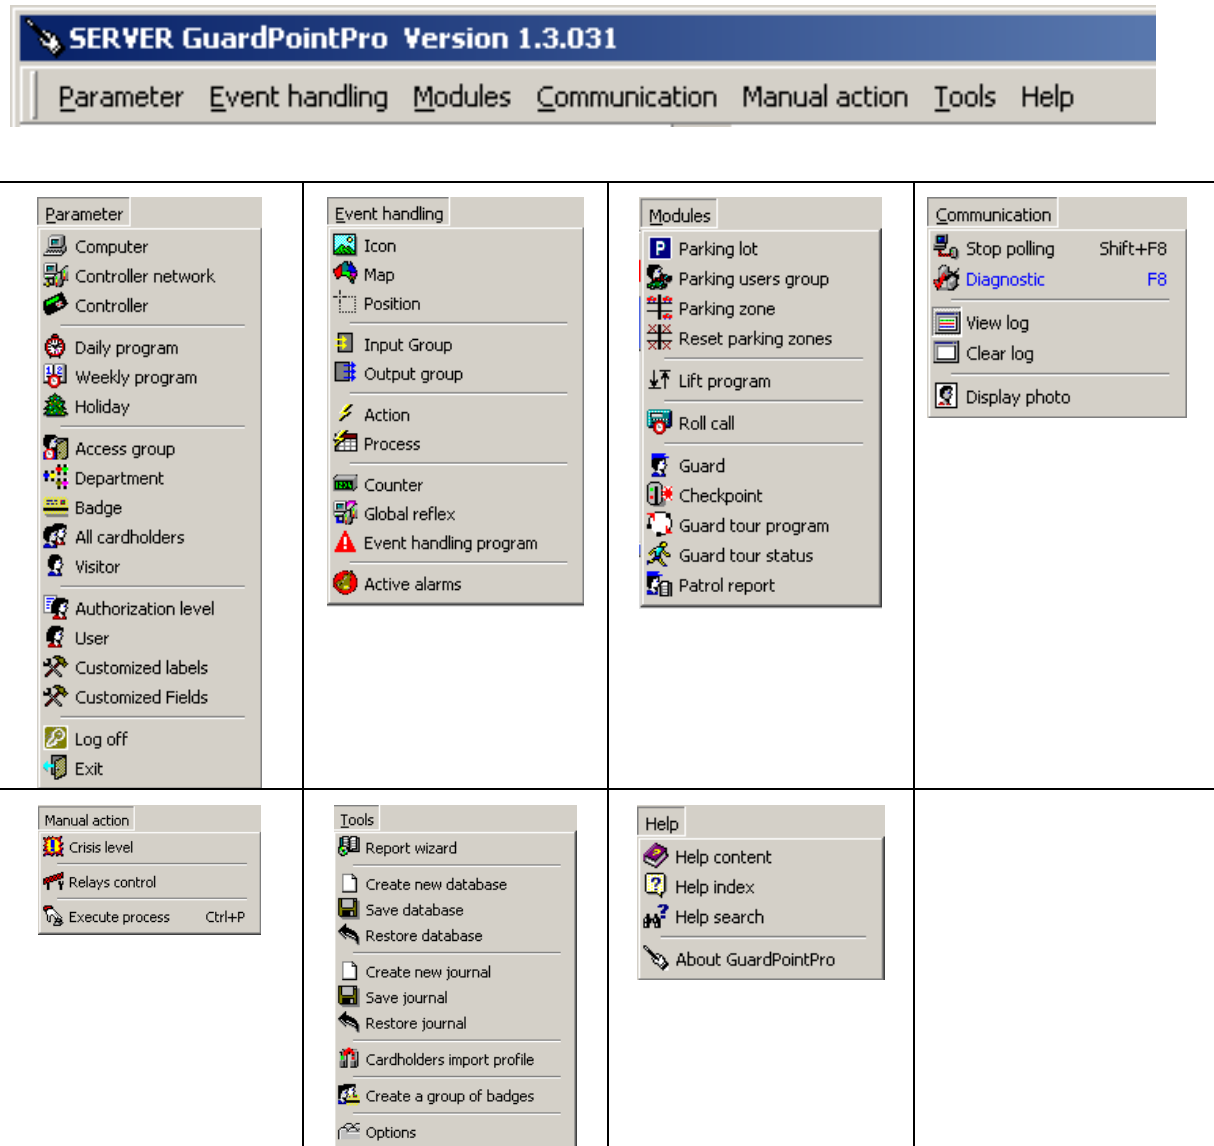 SERVER GuardPointPro Version 1.3.031
Parameter Event handling Modules Communication Manual action Tools Help
Parameter
Computer
Controller network
Controller
Daily program
Weekly program
Holiday
Access group
Department
Badge
All cardholders
Visitor
Authorization level
User
Customized labels
Customized Fields
Log off
Exit
Event handling
Icon
Map
Position
Input Group
Output group
Action
Process
Counter
Global reflex
Event handling program
Active alarms
Modules
Parking lot
Parking users group
Parking zone
Reset parking zones
Lift program
Roll call
Guard
Checkpoint
Guard tour program
Guard tour status
Patrol report
Communication
Stop polling Shift+F8
Diagnostic F8
View log
Clear log
Display photo
Manual action
Crisis level
Relays control
Execute process Ctrl+P
Tools
Report wizard
Create new database
Save database
Restore database
Create new journal
Save journal
Restore journal
Cardholders import profile
Create a group of badges
Options
Help
Help content
Help index
Help search
About GuardPointPro